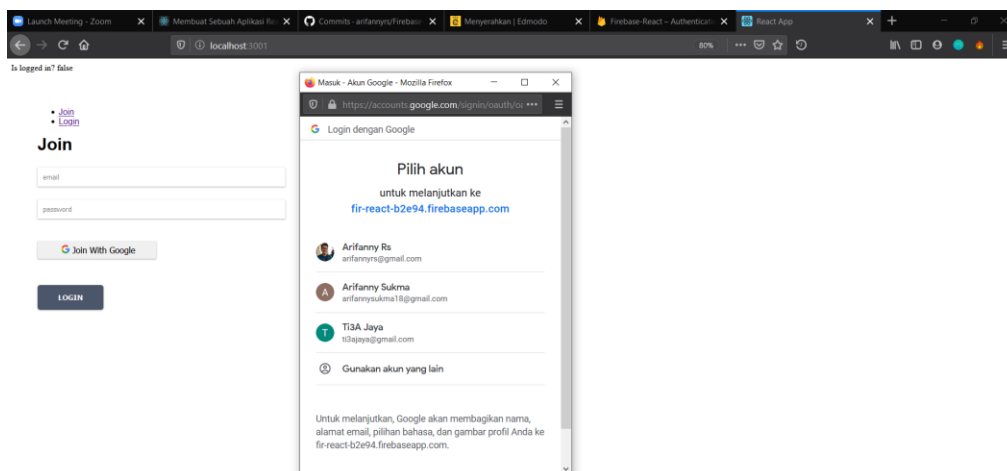 Launch Meeting - Zoom
Membuat Sebuah Aplikasi Re
Commits · arifannyrs/Firebase
Menyerahkan | Edmodo
Firebase-React – Authenticati
React App
localhost:3001
80%
Is logged in? false
Join
Login
Join
email
password
Join With Google
LOGIN
Masuk - Akun Google - Mozilla Firefox
https://accounts.google.com/signin/oauth/oa
Login dengan Google
Pilih akun
untuk melanjutkan ke
fir-react-b2e94.firebaseapp.com
Arifanny Rs
arifannyrs@gmail.com
A
Arifanny Sukma
arifannysukma18@gmail.com
T
Ti3A Jaya
ti3ajaya@gmail.com
Gunakan akun yang lain
Untuk melanjutkan, Google akan membagikan nama,
alamat email, pilihan bahasa, dan gambar profil Anda ke
fir-react-b2e94.firebaseapp.com.